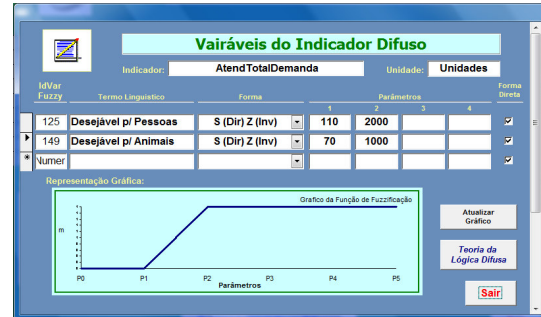 Vairáveis do Indicador Difuso
Indicador: AtendTotalDemanda Unidade: Unidades
IdVar Fuzzy Termo Linguistico Forma Parâmetros Forma Direta
1 2 3 4
125 Desejável p/ Pessoas S (Dir) Z (Inv) 110 2000
149 Desejável p/ Animais S (Dir) Z (Inv) 70 1000
* Numer
Representação Gráfica:
Grafico da Função de Fuzzificação
m
P0 P1 P2 P3 P4 P5
Parâmetros
Atualizar Gráfico
Teoria da Lógica Difusa
Sair